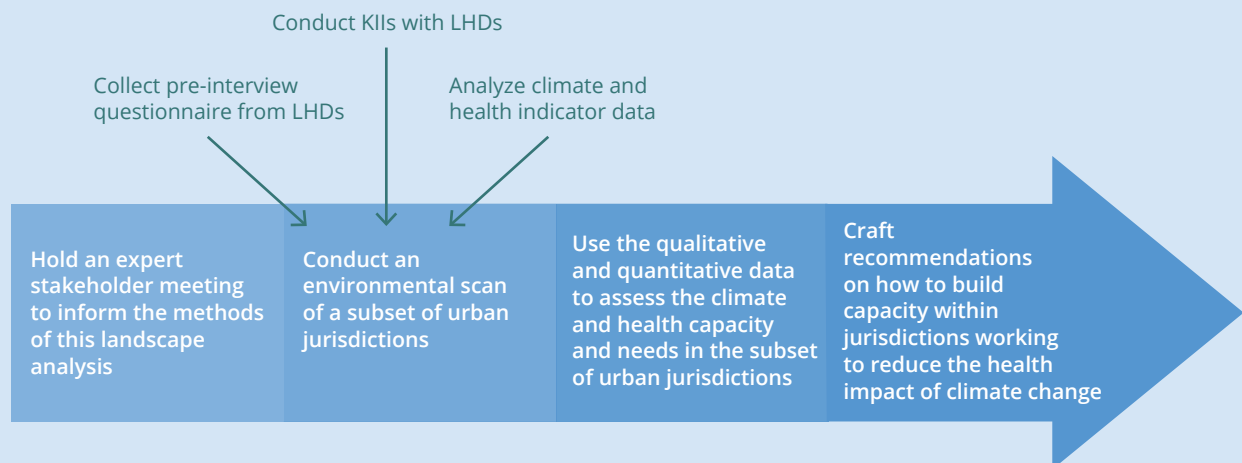 Conduct KIIs with LHDs
Collect pre-interview
questionnaire from LHDs
Analyze climate and
health indicator data
Hold an expert
stakeholder meeting
to inform the methods
of this landscape
analysis
Conduct an
environmental scan
of a subset of urban
jurisdictions
Use the qualitative
and quantitative data
to assess the climate
and health capacity
and needs in the subset
of urban jurisdictions
Craft
recommendations
on how to build
capacity within
jurisdictions working
to reduce the health
impact of climate change